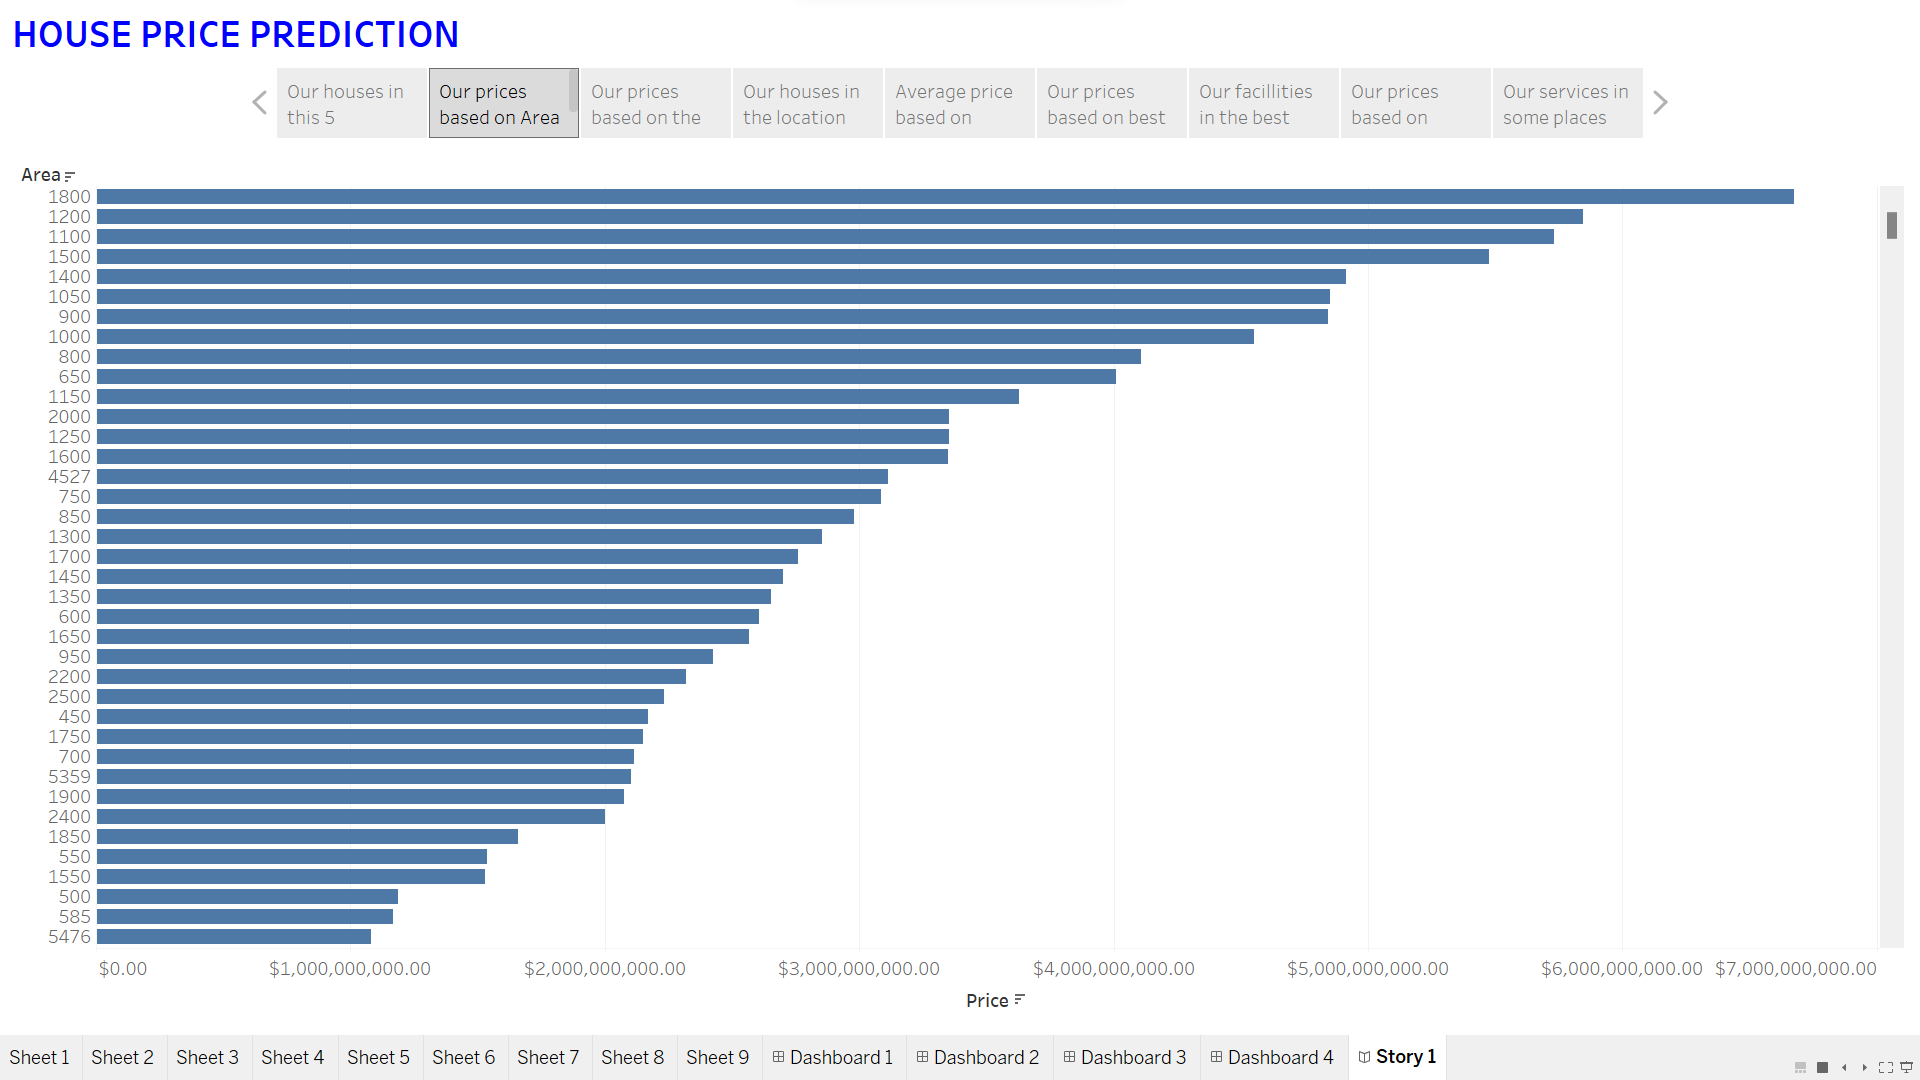 HOUSE PRICE PREDICTION
Our houses in
this 5
Our prices
based on Area
Our prices
based on the
Our houses in
the location
Average price
based on
Our prices
based on best
Our facillities
in the best
Our prices
based on
Our services in
some places
Area
1800
1200
1100
1500
1400
1050
900
1000
800
650
1150
2000
1250
1600
4527
750
850
1300
1700
1450
1350
600
1650
950
2200
2500
450
1750
700
5359
1900
2400
1850
550
1550
500
585
5476
$0.00 $1,000,000,000.00 $2,000,000,000.00 $3,000,000,000.00 $4,000,000,000.00 $5,000,000,000.00 $6,000,000,000.00 $7,000,000,000.00
Price
Sheet 1 Sheet 2 Sheet 3 Sheet 4 Sheet 5 Sheet 6 Sheet 7 Sheet 8 Sheet 9 Dashboard 1 Dashboard 2 Dashboard 3 Dashboard 4 Story 1